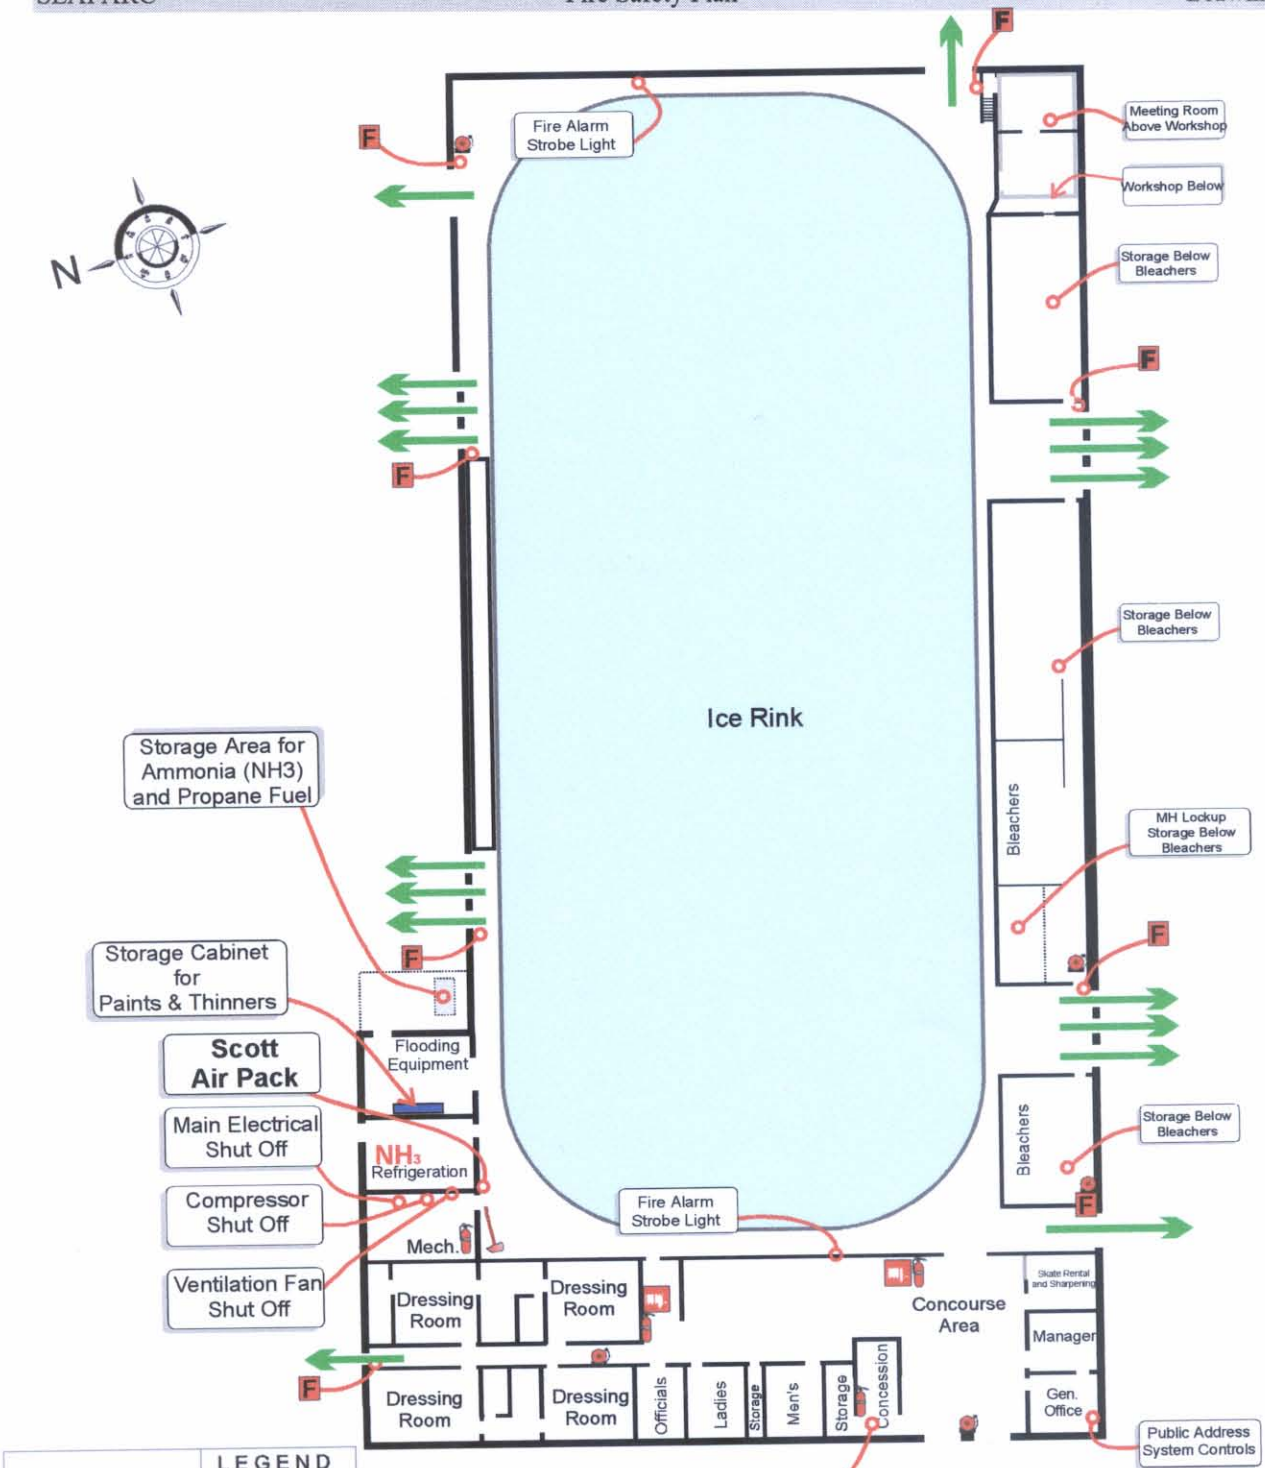 SEAPARC
Fire Safety Plan
F
F
Fire Alarm
Strobe Light
Meeting Room
Above Workshop
Workshop Below
N
Storage Below
Bleachers
F
F
Storage Below
Bleachers
Ice Rink
Storage Area for
Ammonia (NH3)
and Propane Fuel
Bleachers
MH Lockup
Storage Below
Bleachers
F
F
Storage Cabinet
for
Paints & Thinners
Flooding
Equipment
Scott
Air Pack
Main Electrical
Shut Off
NH3
Refrigeration
Bleachers
Storage Below
Bleachers
F
Compressor
Shut Off
Fire Alarm
Strobe Light
Mech.
Ventilation Fan
Shut Off
Dressing
Room
Dressing
Room
Concourse
Area
Skate Rental
and Sharpening
Manager
F
Dressing
Room
Dressing
Room
Officials
Ladies
Storage
Men's
Storage
Concession
Gen.
Office
Public Address
System Controls
LEGEND